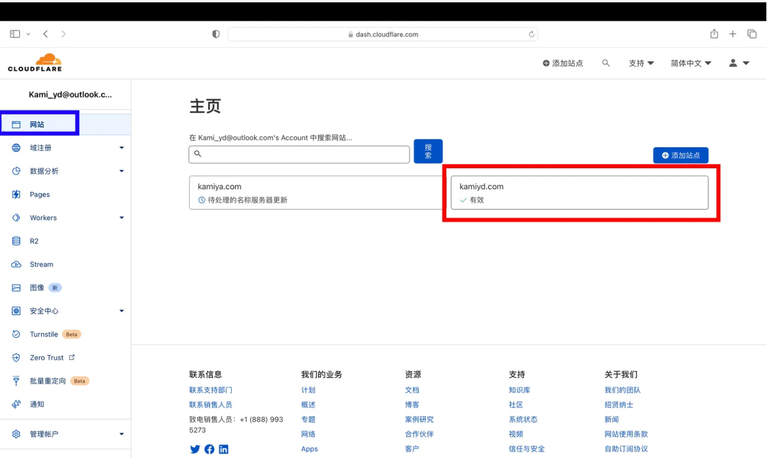 dash.cloudflare.com
CLOUDFLARE
添加站点
支持
简体中文
Kami_yd@outlook.c...
网站
域注册
数据分析
Pages
Workers
R2
Stream
图像 新
安全中心
Turnstile Beta
Zero Trust
批量重定向 Beta
通知
管理帐户
主页
在 Kami_yd@outlook.com's Account 中搜索网站...
搜
索
添加站点
kamiya.com
待处理的名称服务器更新
kamiyd.com
有效
联系信息
联系支持部门
联系销售人员
致电销售人员：+1 (888) 993
5273
我们的业务
计划
概述
专题
网络
Apps
资源
文档
博客
案例研究
合作伙伴
客户
支持
知识库
社区
系统状态
视频
信任与安全
关于我们
我们的团队
招贤纳士
新闻
网站使用条款
自助订阅协议